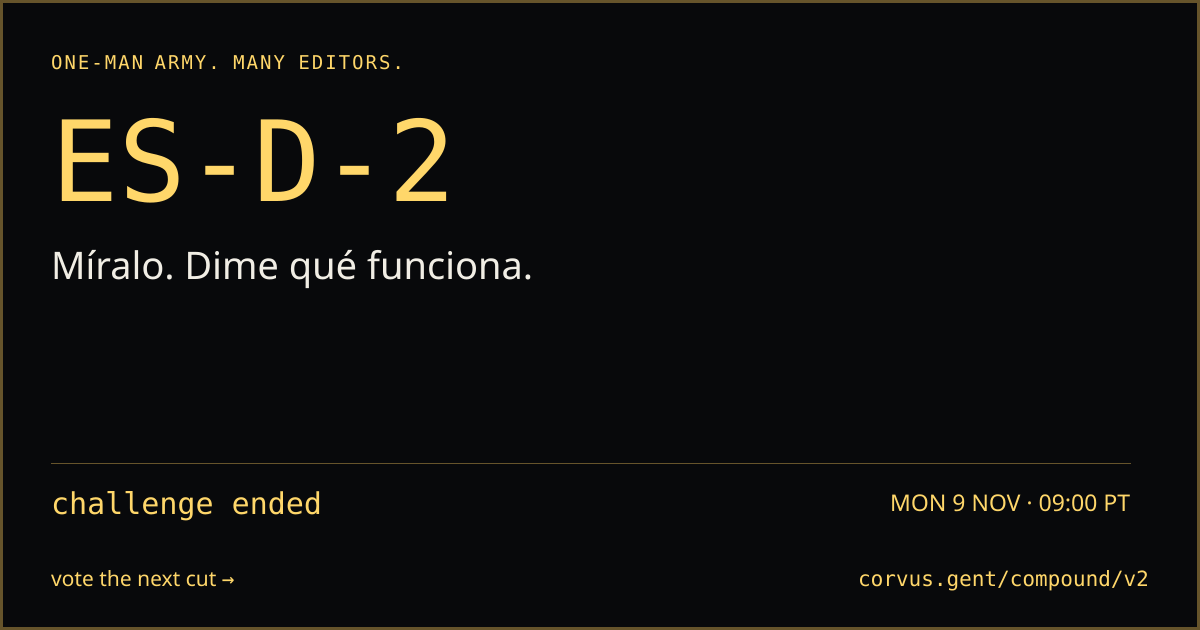 ONE-MAN ARMY. MANY EDITORS.
ES-D-2
Míralo. Dime qué funciona.
challenge ended
MON 9 NOV · 09:00 PT
vote the next cut →
corvus.gent/compound/v2